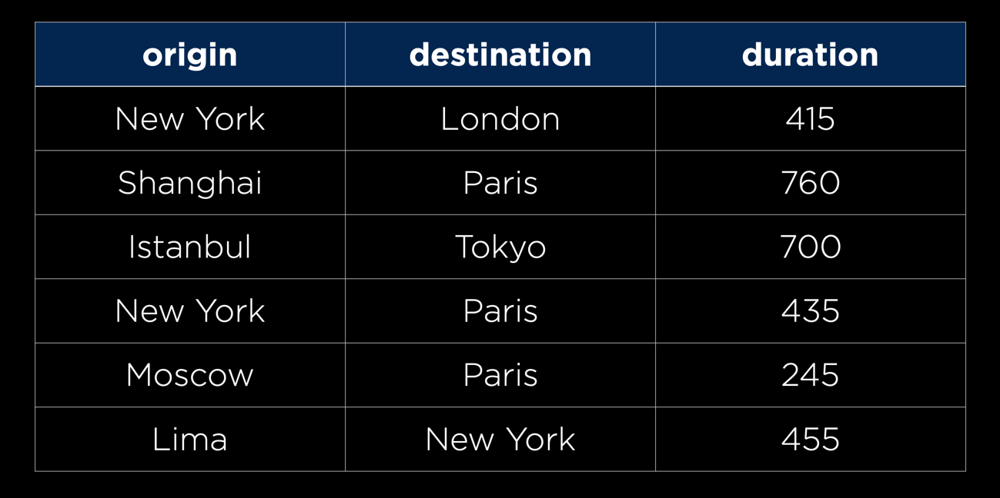 origin destination duration
New York London 415
Shanghai Paris 760
Istanbul Tokyo 700
New York Paris 435
Moscow Paris 245
Lima New York 455